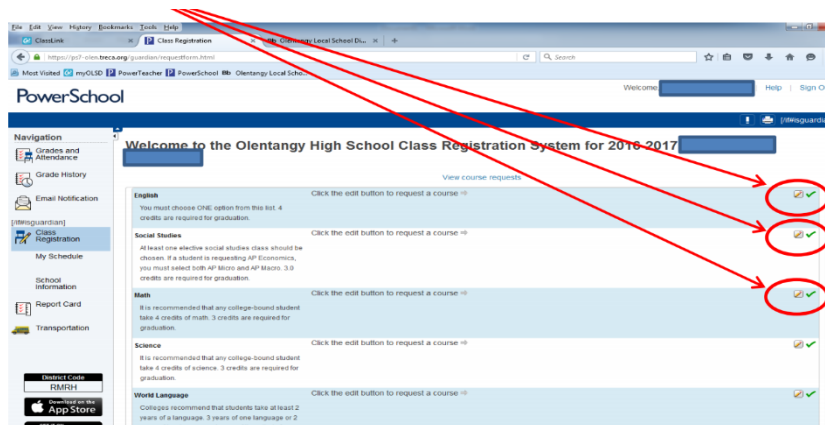 File Edit View History Bookmarks Tools Help
ClassLink
Class Registration
Olentangy Local School Di...
https://ps7-olen.treca.org/guardian/requestform.html
Search
Most Visited myOLSD PowerTeacher PowerSchool Bb Olentangy Local Scho...
PowerSchool
Welcome,
Help | Sign O
[/if#isguardia
Navigation
Grades and
Attendance
Grade History
Email Notification
[/if#isguardian]
Class
Registration
My Schedule
School
Information
Report Card
Transportation
District Code
RMRH
Download on the
App Store
Welcome to the Olentangy High School Class Registration System for 2016-2017
View course requests
English
Click the edit button to request a course
You must choose ONE option from this list. 4
credits are required for graduation.
Social Studies
Click the edit button to request a course
At least one elective social studies class should be
chosen. If a student is requesting AP Economics,
you must select both AP Micro and AP Macro. 3.0
credits are required for graduation.
Math
Click the edit button to request a course
It is recommended that any college-bound student
take 4 credits of math. 3 credits are required for
graduation.
Science
Click the edit button to request a course
It is recommended that any college-bound student
take 4 credits of science. 3 credits are required for
graduation.
World Language
Click the edit button to request a course
Colleges recommend that students take at least 2
years of a language. 3 years of one language or 2